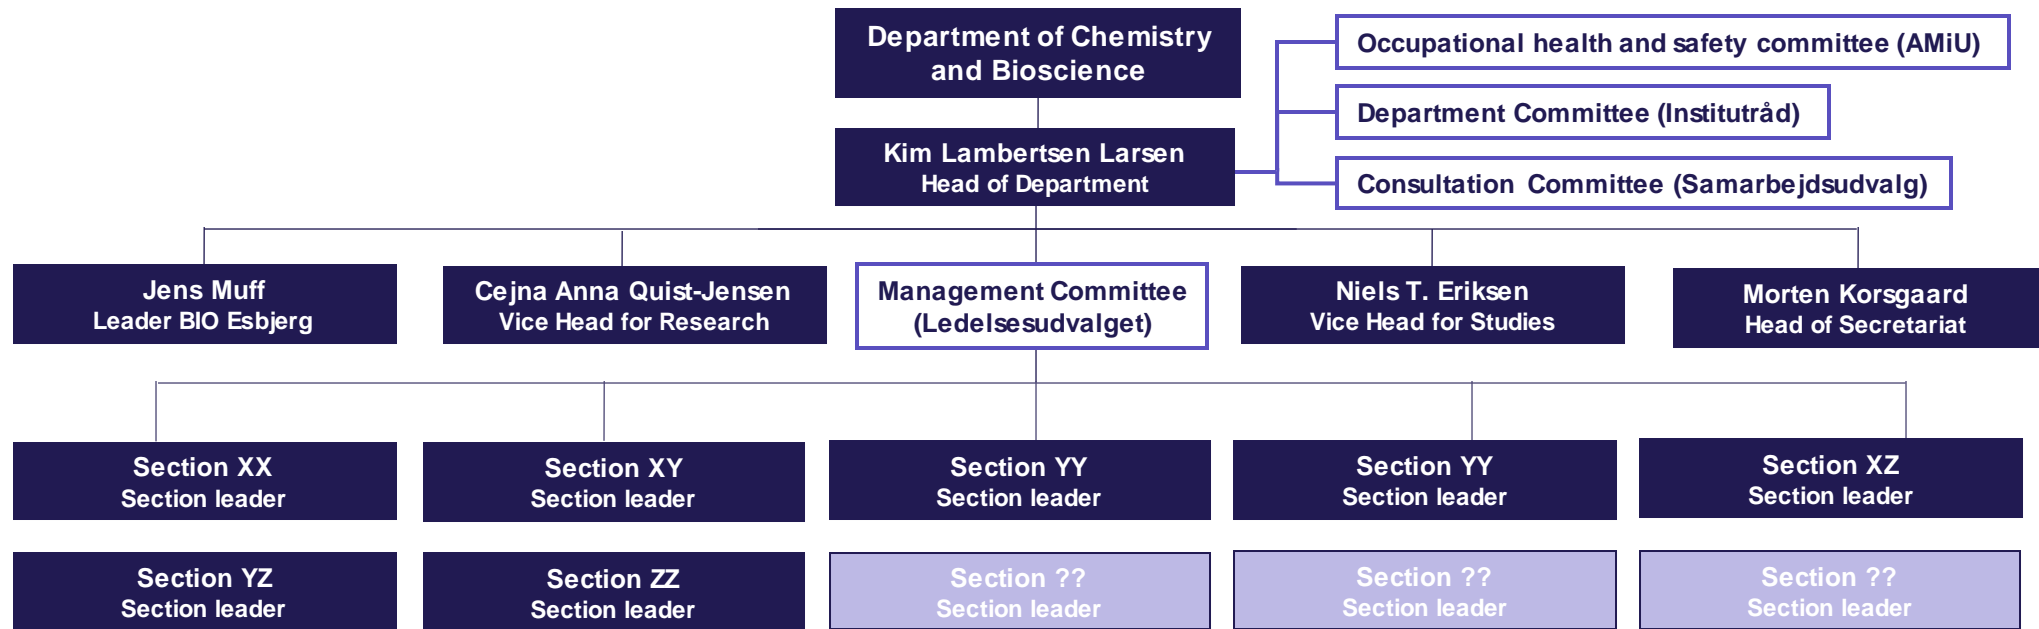 Department of Chemistry
and Bioscience
Occupational health and safety committee (AMiU)
Department Committee (Institutråd)
Kim Lambertsen Larsen
Head of Department
Consultation Committee (Samarbejdsudvalg)
Jens Muff
Leader BIO Esbjerg
Cejna Anna Quist-Jensen
Vice Head for Research
Management Committee
(Ledelsesudvalget)
Niels T. Eriksen
Vice Head for Studies
Morten Korsgaard
Head of Secretariat
Section XX
Section leader
Section XY
Section leader
Section YY
Section leader
Section YY
Section leader
Section XZ
Section leader
Section YZ
Section leader
Section ZZ
Section leader
Section ??
Section leader
Section ??
Section leader
Section ??
Section leader